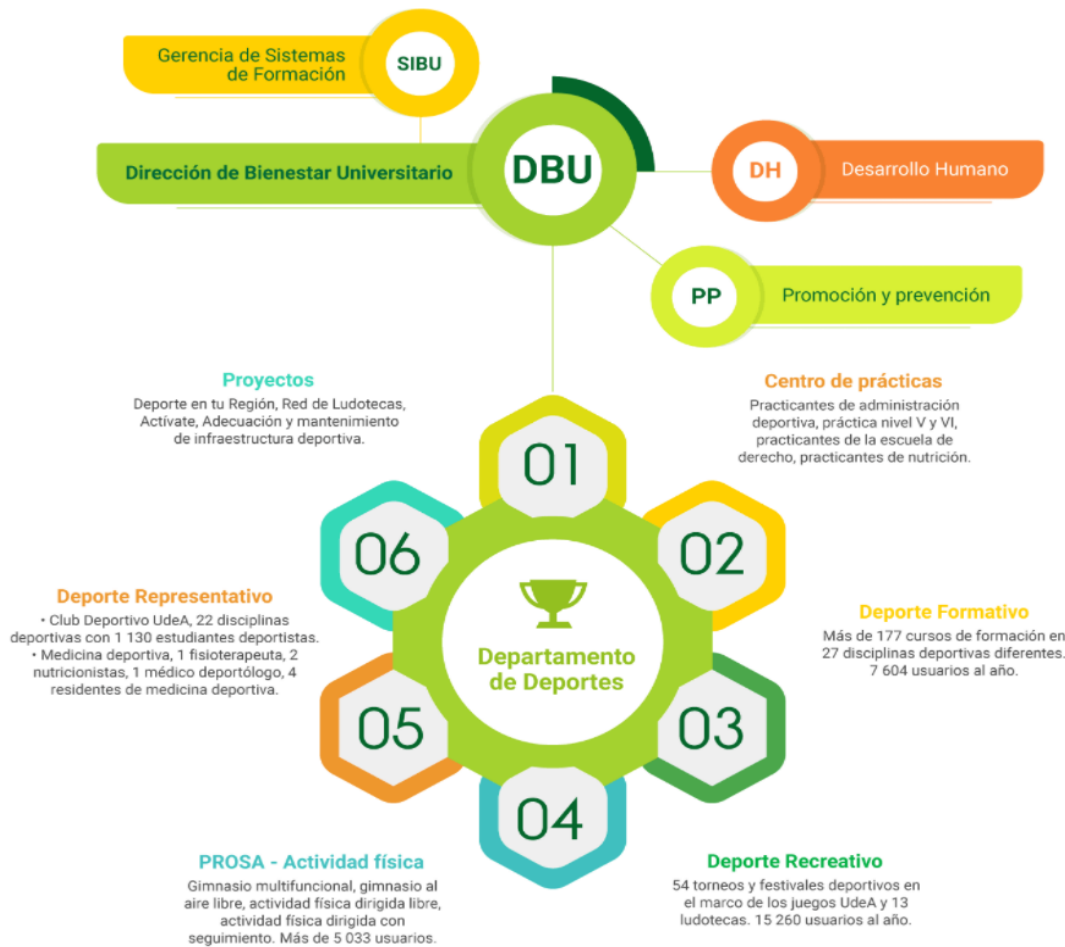 Gerencia de Sistemas
de Formación
SIBU
Dirección de Bienestar Universitario
DBU
DH
Desarrollo Humano
PP
Promoción y prevención
Proyectos
Deporte en tu Región, Red de Ludotecas,
Actívate, Adecuación y mantenimiento
de infraestructura deportiva.
Centro de prácticas
Practicantes de administración
deportiva, práctica nivel V y VI,
practicantes de la escuela de
derecho, practicantes de nutrición.
01
06
02
Deporte Representativo
• Club Deportivo UdeA, 22 disciplinas
deportivas con 1 130 estudiantes deportistas.
• Medicina deportiva, 1 fisioterapeuta, 2
nutricionistas, 1 médico deportólogo, 4
residentes de medicina deportiva.
Departamento
de Deportes
Deporte Formativo
Más de 177 cursos de formación en
27 disciplinas deportivas diferentes.
7 604 usuarios al año.
05
03
04
PROSA - Actividad física
Gimnasio multifuncional, gimnasio al
aire libre, actividad física dirigida libre,
actividad física dirigida con
seguimiento. Más de 5 033 usuarios.
Deporte Recreativo
54 torneos y festivales deportivos en
el marco de los juegos UdeA y 13
ludotecas. 15 260 usuarios al año.